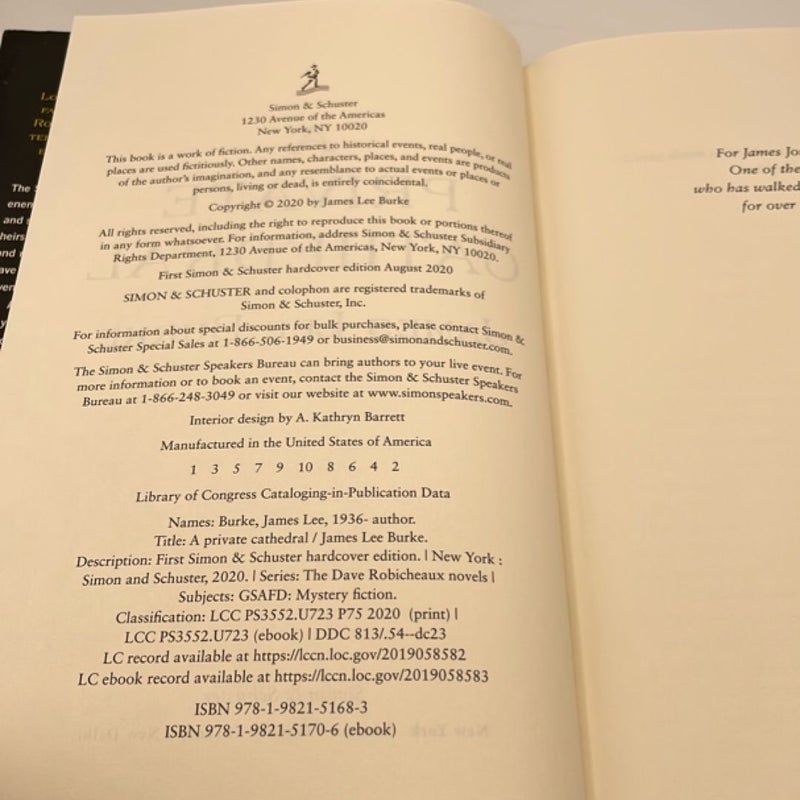 Simon & Schuster
1230 Avenue of the Americas
New York, NY 10020
This book is a work of fiction. Any references to historical events, real people, or real
places are used fictitiously. Other names, characters, places, and events are products
of the author's imagination, and any resemblance to actual events or places or
persons, living or dead, is entirely coincidental.
Copyright © 2020 by James Lee Burke
All rights reserved, including the right to reproduce this book or portions thereof
in any form whatsoever. For information, address Simon & Schuster Subsidiary
Rights Department, 1230 Avenue of the Americas, New York, NY 10020.
First Simon & Schuster hardcover edition August 2020
SIMON & SCHUSTER and colophon are registered trademarks of
Simon & Schuster, Inc.
For information about special discounts for bulk purchases, please contact Simon &
Schuster Special Sales at 1-866-506-1949 or business@simonandschuster.com.
The Simon & Schuster Speakers Bureau can bring authors to your live event. For
more information or to book an event, contact the Simon & Schuster Speakers
Bureau at 1-866-248-3049 or visit our website at www.simonspeakers.com.
Interior design by A. Kathryn Barrett
Manufactured in the United States of America
1 3 5 7 9 10 8 6 4 2
Library of Congress Cataloging-in-Publication Data
Names: Burke, James Lee, 1936- author.
Title: A private cathedral / James Lee Burke.
Description: First Simon & Schuster hardcover edition. | New York :
Simon and Schuster, 2020. | Series: The Dave Robicheaux novels |
Subjects: GSAFD: Mystery fiction.
Classification: LCC PS3552.U723 P75 2020 (print) |
LCC PS3552.U723 (ebook) | DDC 813/.54--dc23
LC record available at https://lccn.loc.gov/2019058582
LC ebook record available at https://lccn.loc.gov/2019058583
ISBN 978-1-9821-5168-3
ISBN 978-1-9821-5170-6 (ebook)
For James Jo
One of the
who has walked
for over